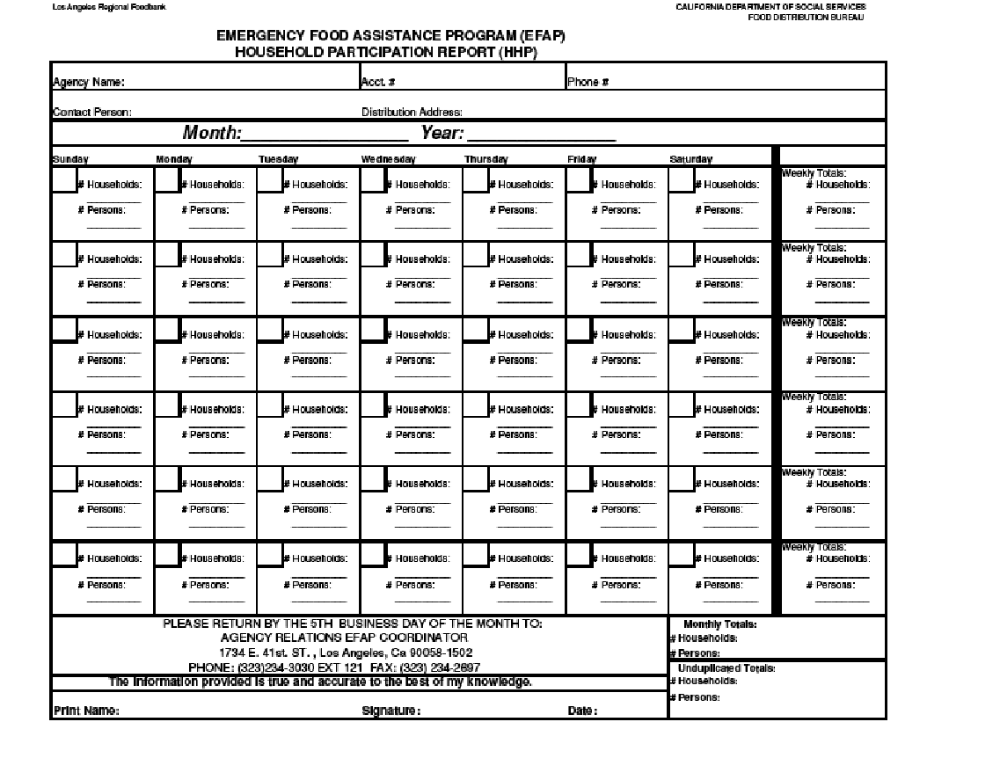 Los Angeles Regional Foodbank
CALIFORNIA DEPARTMENT OF SOCIAL SERVICES
FOOD DISTRIBUTION BUREAU
EMERGENCY FOOD ASSISTANCE PROGRAM (EFAP)
HOUSEHOLD PARTICIPATION REPORT (HHP)
Agency Name: Acct. # Phone #
Contact Person: Distribution Address:
Month:_________________ Year: _______________
Sunday Monday Tuesday Wednesday Thursday Friday Saturday
Weekly Totals:
# Households: # Households: # Households: # Households: # Households: # Households: # Households: # Households:
# Persons: # Persons: # Persons: # Persons: # Persons: # Persons: # Persons: # Persons:
Weekly Totals:
# Households: # Households: # Households: # Households: # Households: # Households: # Households: # Households:
# Persons: # Persons: # Persons: # Persons: # Persons: # Persons: # Persons: # Persons:
Weekly Totals:
# Households: # Households: # Households: # Households: # Households: # Households: # Households: # Households:
# Persons: # Persons: # Persons: # Persons: # Persons: # Persons: # Persons: # Persons:
Weekly Totals:
# Households: # Households: # Households: # Households: # Households: # Households: # Households: # Households:
# Persons: # Persons: # Persons: # Persons: # Persons: # Persons: # Persons: # Persons:
Weekly Totals:
# Households: # Households: # Households: # Households: # Households: # Households: # Households: # Households:
# Persons: # Persons: # Persons: # Persons: # Persons: # Persons: # Persons: # Persons:
Weekly Totals:
# Households: # Households: # Households: # Households: # Households: # Households: # Households: # Households:
# Persons: # Persons: # Persons: # Persons: # Persons: # Persons: # Persons: # Persons:
PLEASE RETURN BY THE 5TH BUSINESS DAY OF THE MONTH TO:
AGENCY RELATIONS EFAP COORDINATOR
1734 E. 41st. ST. , Los Angeles, Ca 90058-1502
PHONE: (323)234-3030 EXT 121 FAX: (323) 234-2697
The information provided is true and accurate to the best of my knowledge.
Print Name: Signature: Date:
Monthly Totals:
# Households:
# Persons:
Unduplicated Totals:
# Households:
# Persons: